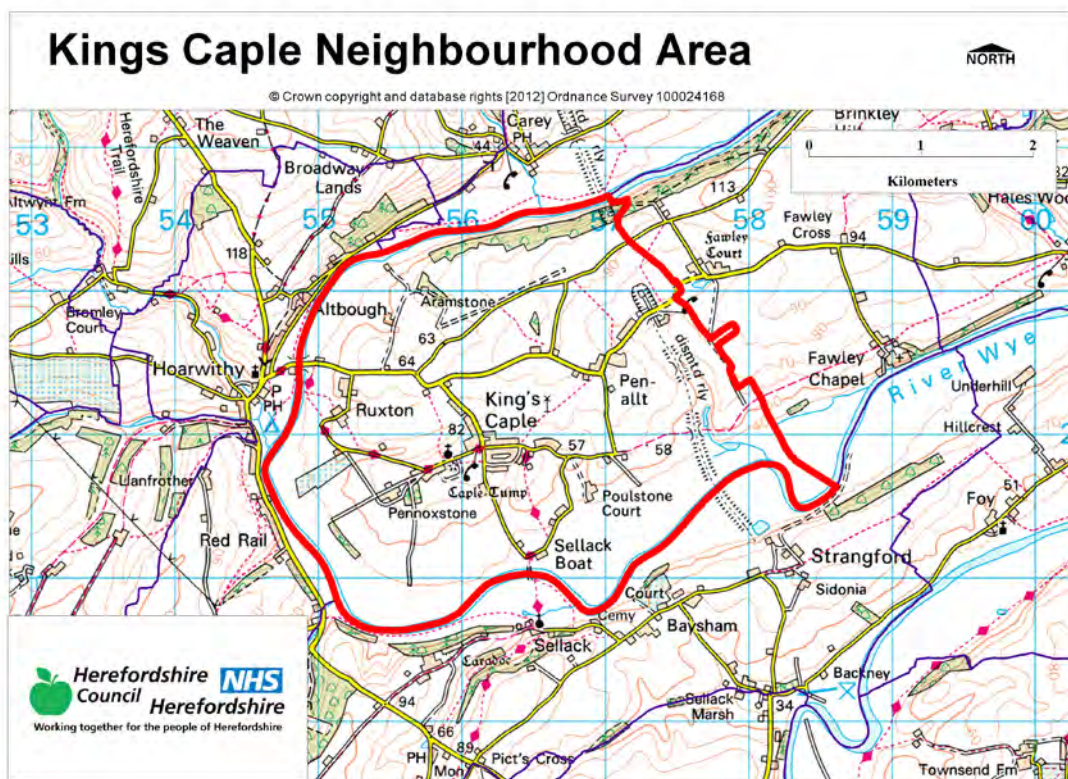 Kings Caple Neighbourhood Area
NORTH
© Crown copyright and database rights [2012] Ordnance Survey 100024168
The
Weaven
Herefordshire
Trail
Broadway
Lands
44
Carey
PH
rly
Brinkley
0 1 2
Kilometers
113
Hales Woo
53
54
55
56
57
58
59
60
118
Fawley
Court
Fawley
Cross
94
Bromley
Court
Altbough
Aramstone
63
64
Hoarwithy
P
PH
Ruxton
King's
Caple
82
Pen-
allt
dismtd rly
Fawley
Chapel
River Wye
Underhill
Hillcrest
57
58
Llanfrother
Caple Tump
Pennoxstone
Poulstone
Court
Foy
51
Red Rail
Sellack
Boat
Strangford
Sidonia
Court
Cemy
Baysham
Sellack
Caradoc
Backney
Sellack
Marsh
34
94
66
89
PH
Mon
Pict's Cross
Townsend Fm
Herefordshire
Council
NHS
Herefordshire
Working together for the people of Herefordshire